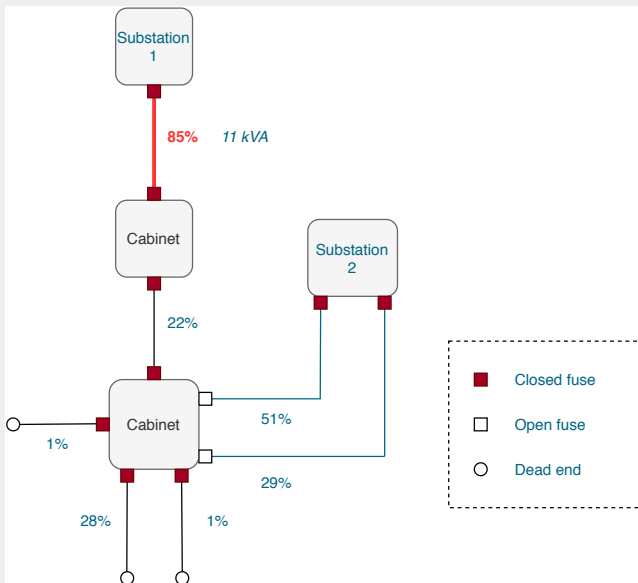 Substation
1
85%
11 kVA
Cabinet
Substation
2
22%
Cabinet
51%
1%
29%
28%
1%
Closed fuse
Open fuse
Dead end